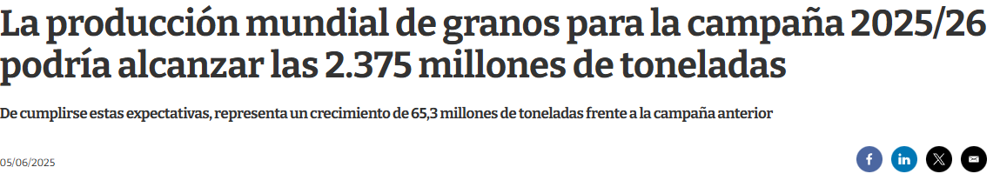 La producción mundial de granos para la campaña 2025/26
podría alcanzar las 2.375 millones de toneladas
De cumplirse estas expectativas, representa un crecimiento de 65,3 millones de toneladas frente a la campaña anterior
05/06/2025